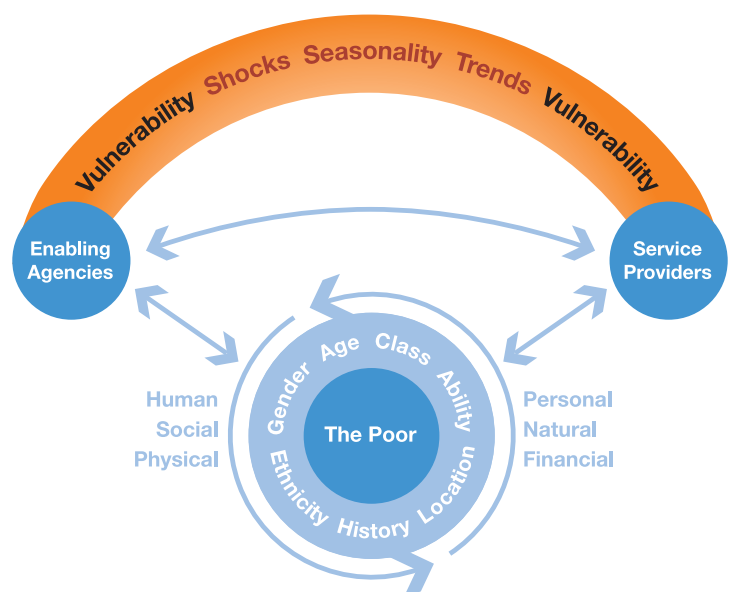 Vulnerability Shocks Seasonality Trends Vulnerability
Enabling
Agencies
Service
Providers
Human
Social
Physical
Gender Age Class Ability
The Poor
Ethnicity History Location
Personal
Natural
Financial